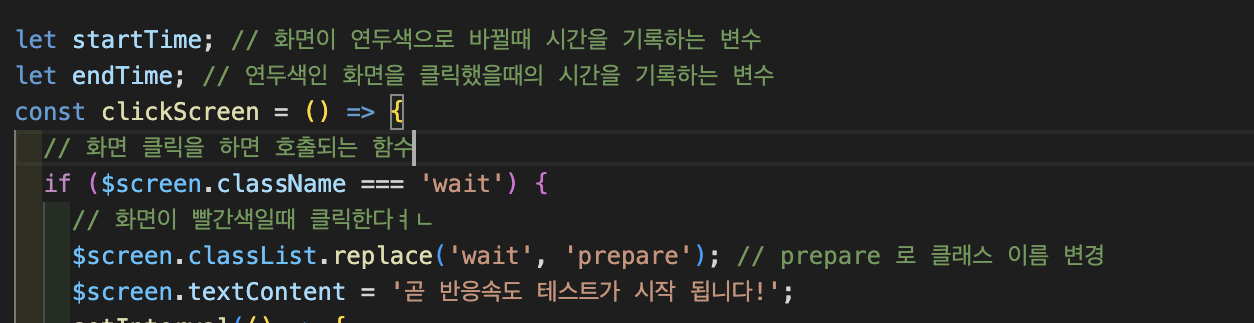 let startTime; // 화면이 연두색으로 바뀔때 시간을 기록하는 변수
let endTime; // 연두색인 화면을 클릭했을때의 시간을 기록하는 변수
const clickScreen = () => {
// 화면 클릭을 하면 호출되는 함수
if ($screen.className === 'wait') {
// 화면이 빨간색일때 클릭한다ㅕㄴ
$screen.classList.replace('wait', 'prepare'); // prepare 로 클래스 이름 변경
$screen.textContent = '곧 반응속도 테스트가 시작 됩니다!';
setInterval(() => {